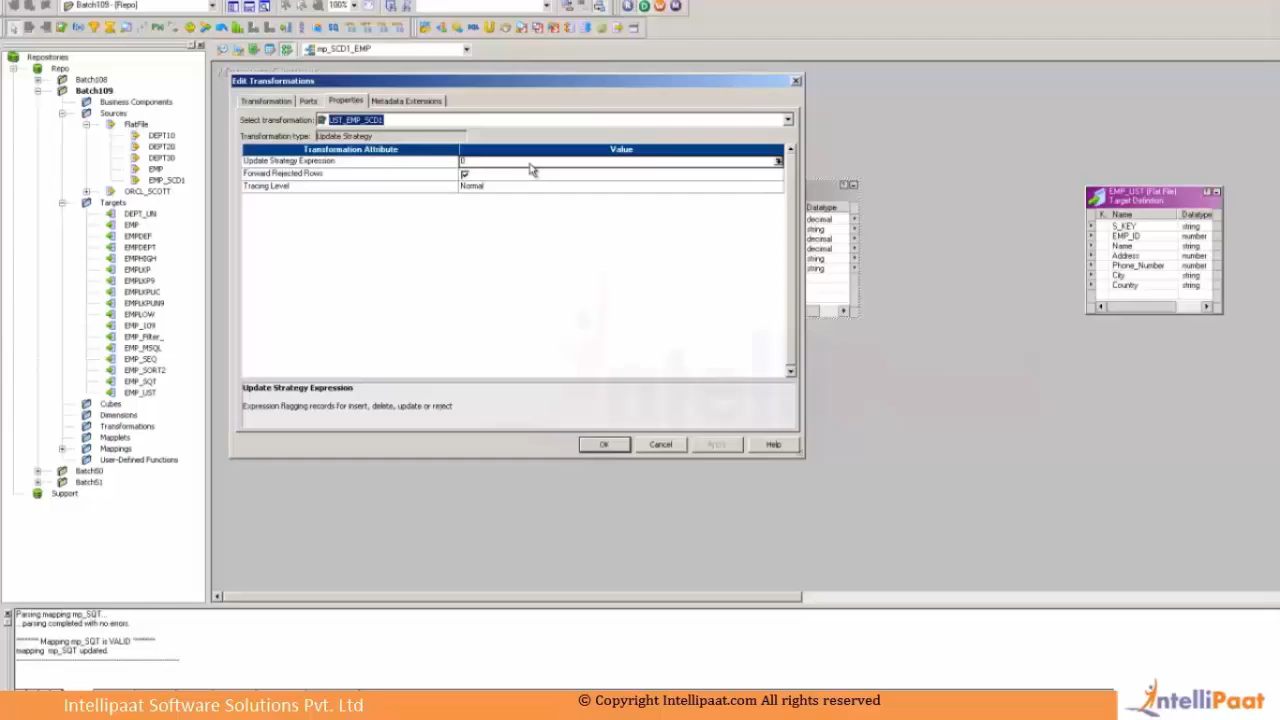 Batch109 - [Repo]
100%
mp_SCD1_EMP
Repositories
Repo
Batch108
Batch109
Business Components
Sources
FlatFile
DEPT10
DEPT20
DEPT30
EMP
EMP_SCD1
ORCL_SCOTT
Targets
DEPT_UN
EMP
EMPDEF
EMPDEPT
EMPHIGH
EMPLKP
EMPLKP9
EMPLKPUC
EMPLKPUN9
EMPLOW
EMP_109
EMP_Filter_
EMP_MSQL
EMP_SEQ
EMP_SORT2
EMP_SQT
EMP_UST
Cubes
Dimensions
Transformations
Mapplets
Mappings
User-Defined Functions
Batch50
Batch51
Support
Edit Transformations
Transformation Ports Properties Metadata Extensions
Select transformation: UST_EMP_SCD1
Transformation type: Update Strategy
Transformation Attribute Value
Update Strategy Expression 0
Forward Rejected Rows
Tracing Level Normal
Update Strategy Expression
Expression flagging records for insert, delete, update or reject
OK Cancel Apply Help
Datatype
decimal
string
decimal
decimal
string
string
EMP_UST (Flat File)
Target Definition
K. Name Datatype
S_KEY string
EMP_ID number
Name string
Address number
Phone_Number number
City string
Country string
Parsing mapping mp_SQT...
...parsing completed with no errors.
******* Mapping mp_SQT is VALID *******
mapping mp_SQT updated.
Intellipaat Software Solutions Pvt. Ltd
© Copyright Intellipaat.com All rights reserved
IntelliPaat